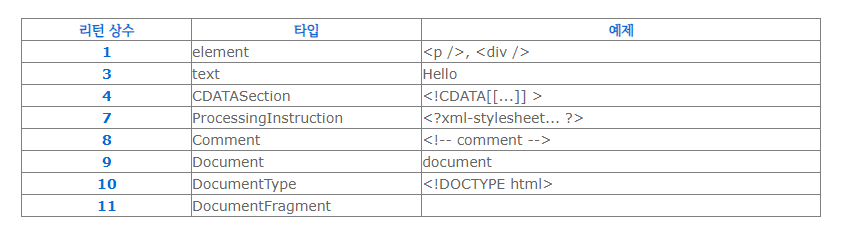 리턴 상수 타입 예제
1 element <p />, <div />
3 text Hello
4 CDATASection <!CDATA[[...]] >
7 ProcessingInstruction <?xml-stylesheet... ?>
8 Comment <!-- comment -->
9 Document document
10 DocumentType <!DOCTYPE html>
11 DocumentFragment